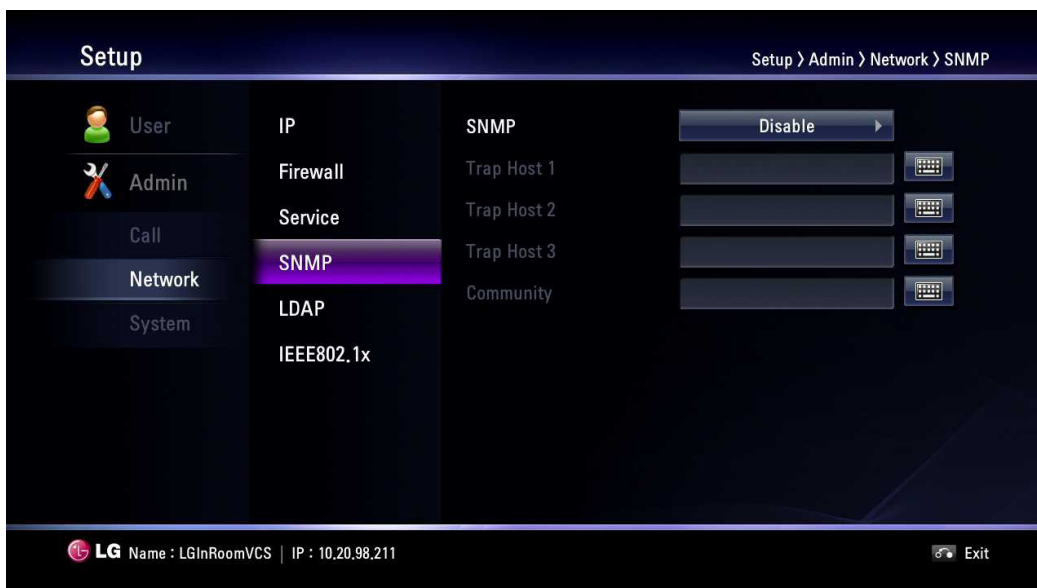 Setup
Setup > Admin > Network > SNMP
User
Admin
Call
Network
System
IP
Firewall
Service
SNMP
LDAP
IEEE802.1x
SNMP Disable
Trap Host 1
Trap Host 2
Trap Host 3
Community
LG Name : LGInRoomVCS | IP : 10.20.98.211
Exit